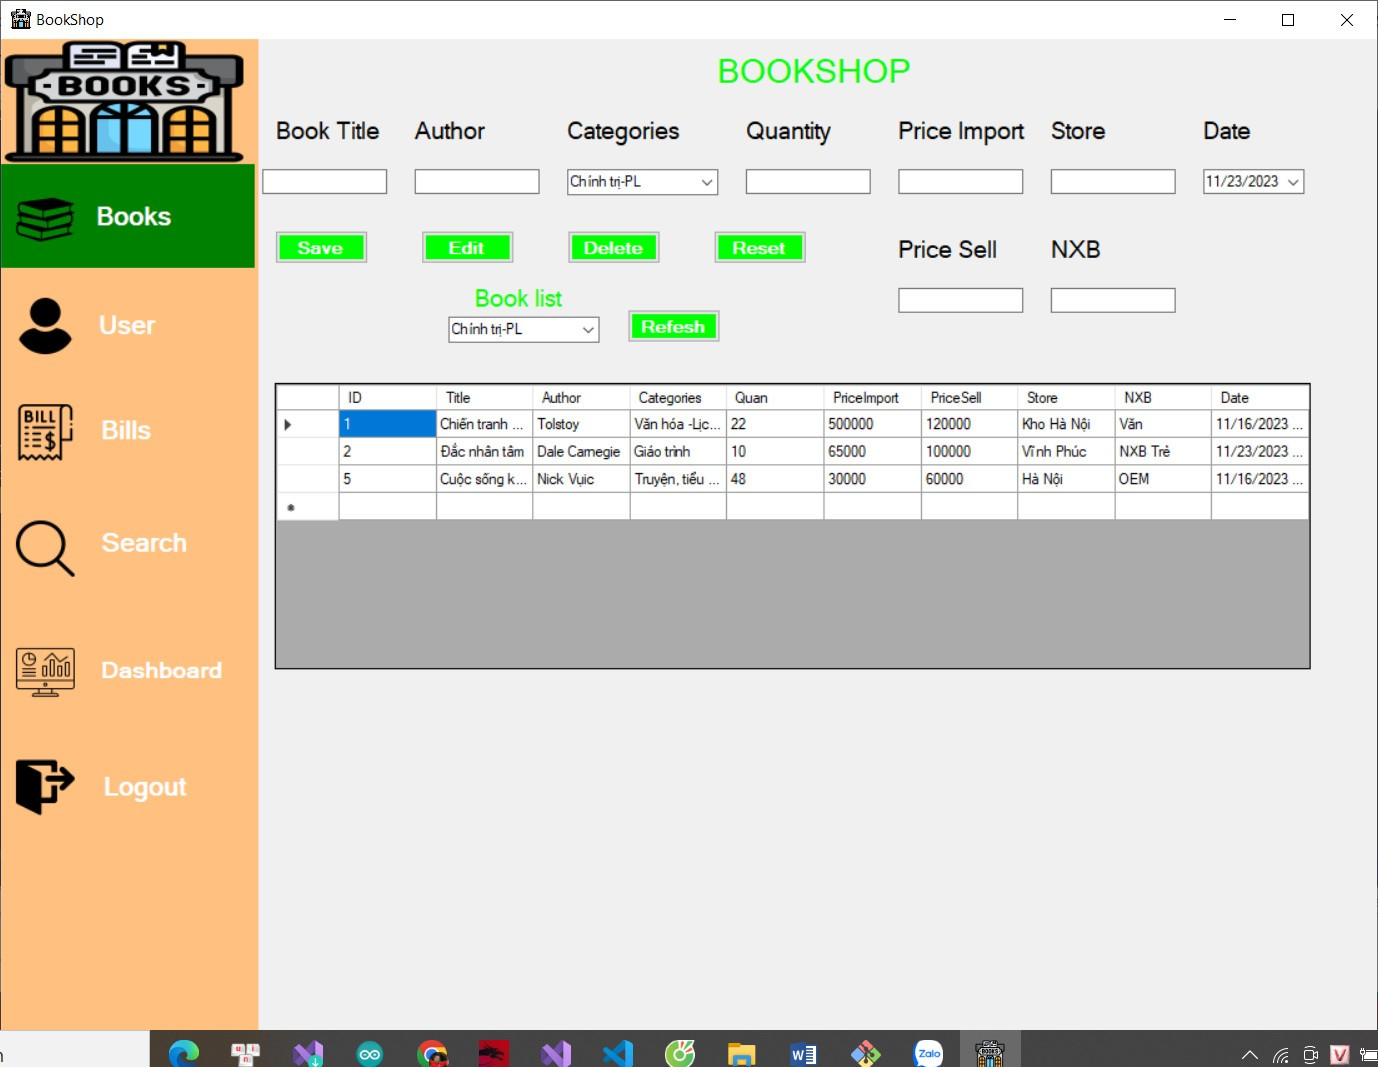 BookShop
BOOKS
BOOKSHOP
Book Title Author Categories Quantity Price Import Store Date
Chính trị-PL 11/23/2023
Books
Save Edit Delete Reset
Price Sell NXB
Book list
Chính trị-PL Refesh
User
ID Title Author Categories Quan PriceImport PriceSell Store NXB Date
1 Chiến tranh ... Tolstoy Văn hóa -Lịc... 22 500000 120000 Kho Hà Nội Văn 11/16/2023 ...
2 Đắc nhân tâm Dale Carnegie Giáo trình 10 65000 100000 Vĩnh Phúc NXB Trẻ 11/23/2023 ...
5 Cuộc sống k... Nick Vujc Truyện, tiểu ... 48 30000 60000 Hà Nội OEM 11/16/2023 ...
BILL
Bills
Search
Dashboard
Logout
Zalo
BOOKS